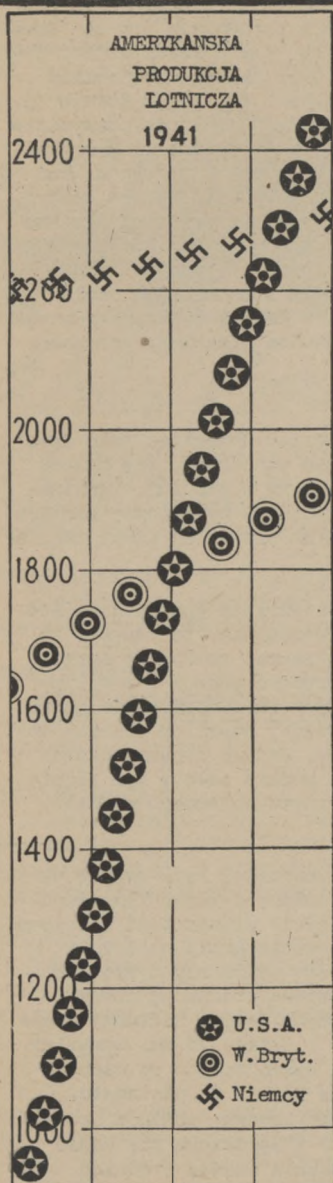 AMERYKANSKA
PRODUKCJA
LOTNICZA
1941
2400
2200
2000
1800
1600
1400
1200
1000
U.S.A.
W.Bryt.
Niemcy